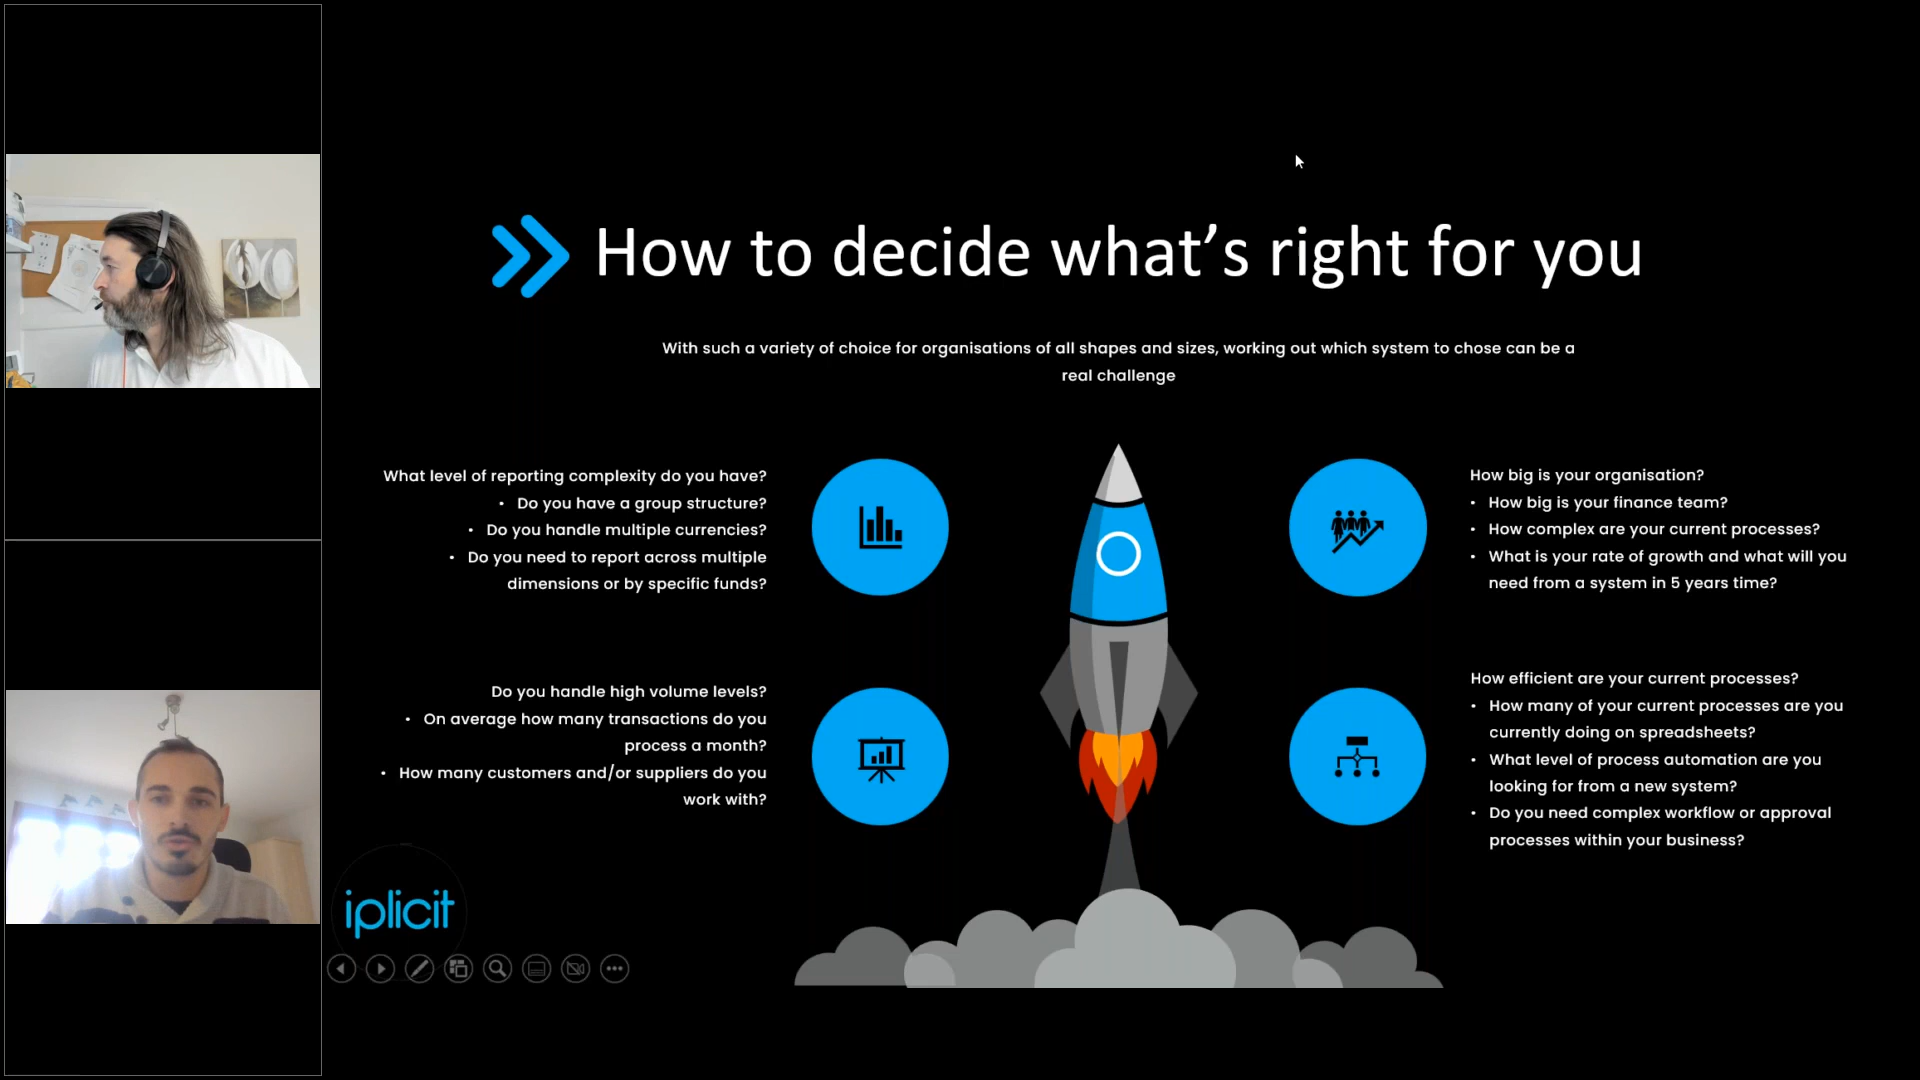 How to decide what's right for you
With such a variety of choice for organisations of all shapes and sizes, working out which system to chose can be a
real challenge
What level of reporting complexity do you have?
• Do you have a group structure?
• Do you handle multiple currencies?
• Do you need to report across multiple
dimensions or by specific funds?
Do you handle high volume levels?
• On average how many transactions do you
process a month?
• How many customers and/or suppliers do you
work with?
How big is your organisation?
• How big is your finance team?
• How complex are your current processes?
• What is your rate of growth and what will you
need from a system in 5 years time?
How efficient are your current processes?
• How many of your current processes are you
currently doing on spreadsheets?
• What level of process automation are you
looking for from a new system?
• Do you need complex workflow or approval
processes within your business?
iplicit